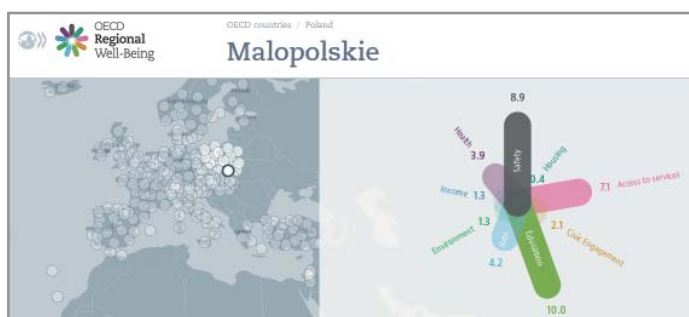 OECD
Regional
Well-Being
OECD countries / Poland
Malopolskie
8.9
Safety
Health
3.9
Housing
0.4
7.1 Access to services
Income 1.3
1.3
Environment
2.1
Civic Engagement
4.2
Jobs
Education
10.0